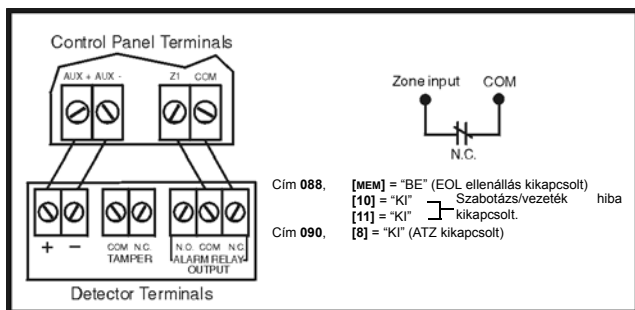 Control Panel Terminals
AUX + AUX - Z1 COM
Zone input COM
N.C.
Cím 088, [MEM] = “BE” (EOL ellenállás kikapcsolt)
[10] = “KI” Szabotázs/vezeték hiba
[11] = “KI” kikapcsolt.
Cím 090, [8] = “KI” (ATZ kikapcsolt)
+ − COM N.C. N.O. COM N.C.
TAMPER ALARM RELAY
OUTPUT
Detector Terminals